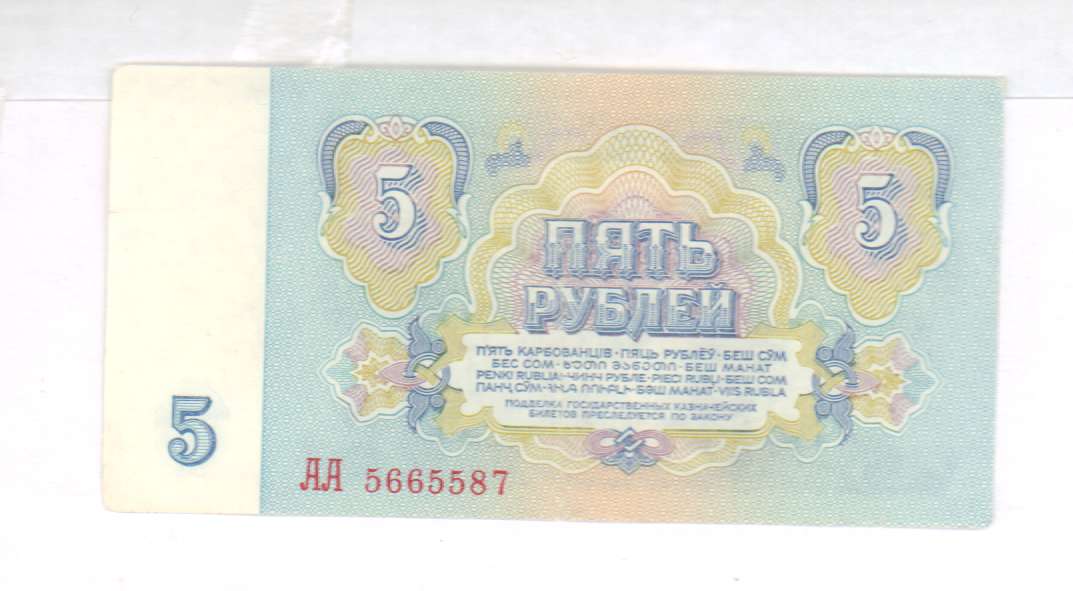 5
5
ПЯТЬ
РУБЛЕЙ
П'ЯТЬ КАРБОВАНЦІВ · ПЯЦЬ РУБЛЁЎ · БЕШ СЎМ
БЕС СОМ · ᲮᲣᲗᲘ ᲛᲐᲜᲔᲗᲘ · БЕШ МАНАТ
PENKI RUBLIAI · ЧИНЧ РУБЛЕ · PIECI RUBĻI · БЕШ СОМ
ПАНҶ СӮМ · ՀԻՆԳ ՌՈՒԲԼԻ · БӘШ МАНАТ · VIIS RUBLA
ПОДДЕЛКА ГОСУДАРСТВЕННЫХ КАЗНАЧЕЙСКИХ
БИЛЕТОВ ПРЕСЛЕДУЕТСЯ ПО ЗАКОНУ
5
АА 5665587